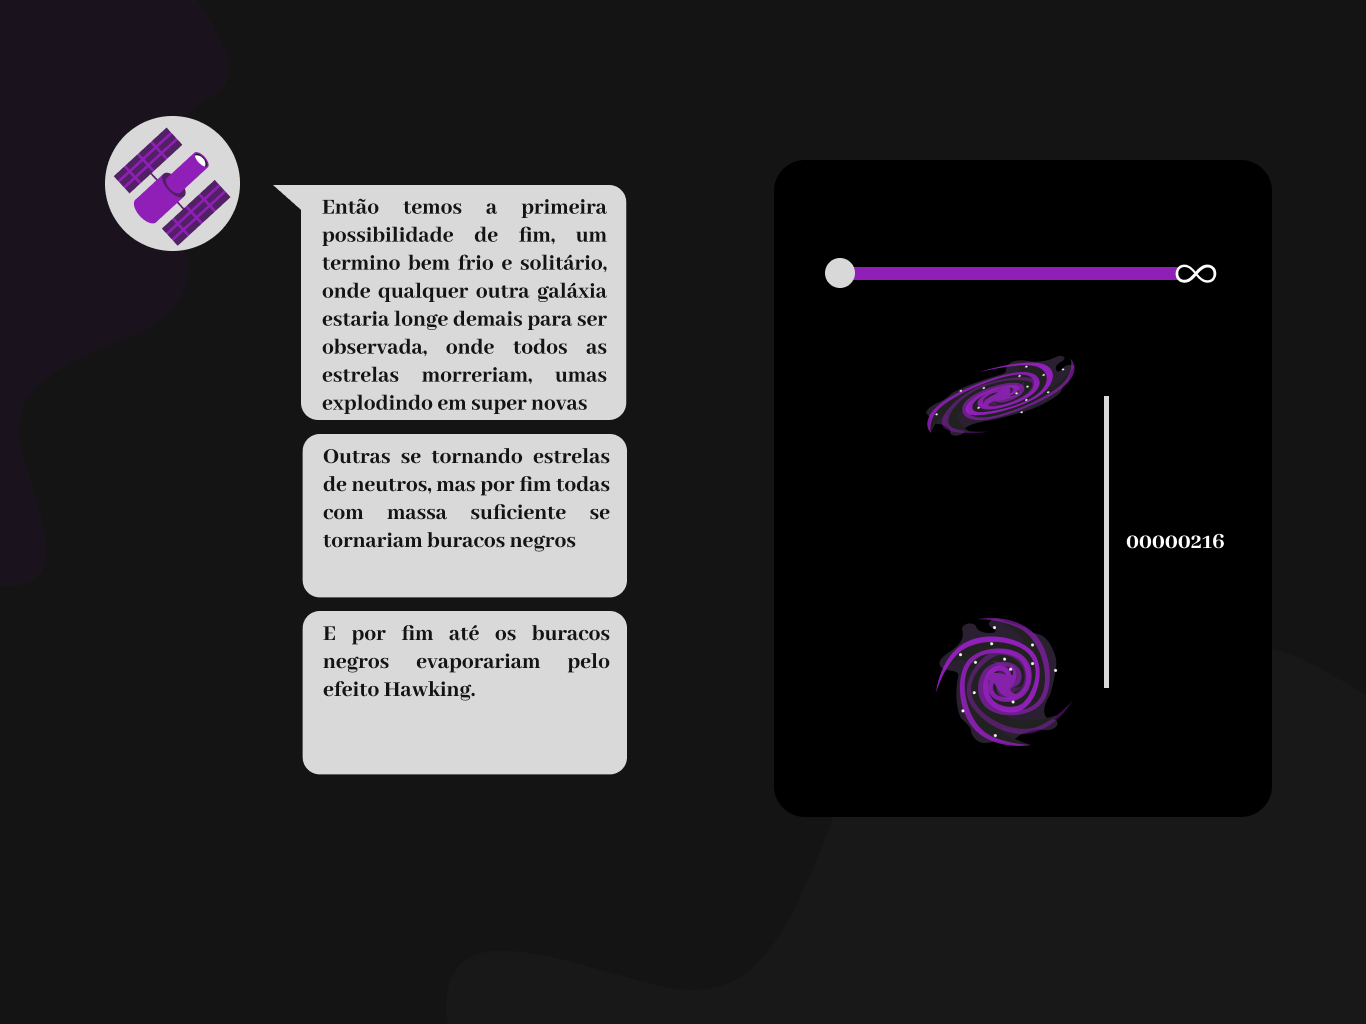 Então temos a primeira
possibilidade de fim, um
termino bem frio e solitário,
onde qualquer outra galáxia
estaria longe demais para ser
observada, onde todos as
estrelas morreriam, umas
explodindo em super novas
Outras se tornando estrelas
de neutros, mas por fim todas
com massa suficiente se
tornariam buracos negros
E por fim até os buracos
negros evaporariam pelo
efeito Hawking.
∞
00000216